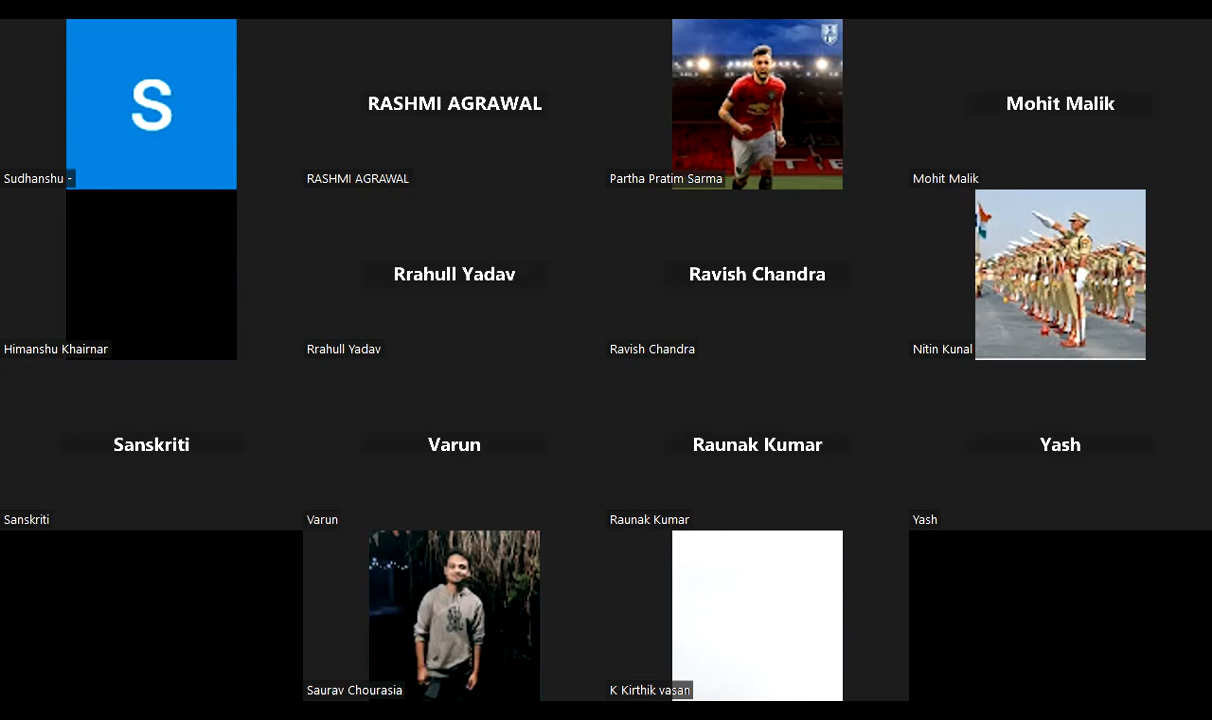 S
Sudhanshu -
RASHMI AGRAWAL
RASHMI AGRAWAL
Partha Pratim Sarma
Mohit Malik
Mohit Malik
Himanshu Khairnar
Rrahull Yadav
Rrahull Yadav
Ravish Chandra
Ravish Chandra
Nitin Kunal
Sanskriti
Sanskriti
Varun
Varun
Raunak Kumar
Raunak Kumar
Yash
Yash
Saurav Chourasia
K Kirthik vasan